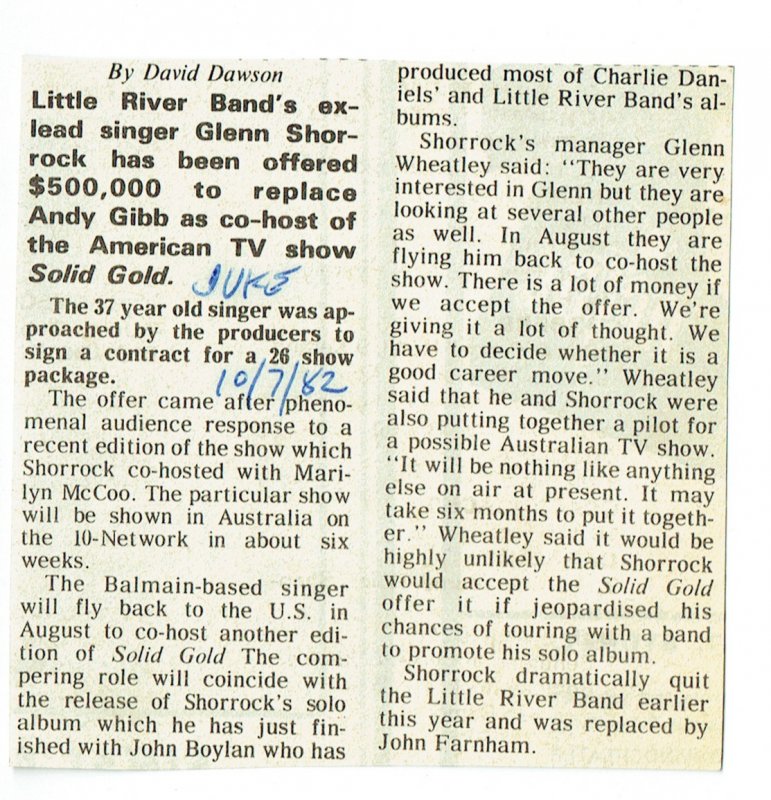 By David Dawson
Little River Band's ex-
lead singer Glenn Shor-
rock has been offered
$500,000 to replace
Andy Gibb as co-host of
the American TV show
Solid Gold.
JUKE
The 37 year old singer was ap-
proached by the producers to
sign a contract for a 26 show
package.
10/7/82
The offer came after pheno-
menal audience response to a
recent edition of the show which
Shorrock co-hosted with Mari-
lyn McCoo. The particular show
will be shown in Australia on
the 10-Network in about six
weeks.
The Balmain-based singer
will fly back to the U.S. in
August to co-host another edi-
tion of Solid Gold The com-
pering role will coincide with
the release of Shorrock's solo
album which he has just fin-
ished with John Boylan who has
produced most of Charlie Dan-
iels' and Little River Band's al-
bums.
Shorrock's manager Glenn
Wheatley said: "They are very
interested in Glenn but they are
looking at several other people
as well. In August they are
flying him back to co-host the
show. There is a lot of money if
we accept the offer. We're
giving it a lot of thought. We
have to decide whether it is a
good career move." Wheatley
said that he and Shorrock were
also putting together a pilot for
a possible Australian TV show.
"It will be nothing like anything
else on air at present. It may
take six months to put it togeth-
er." Wheatley said it would be
highly unlikely that Shorrock
would accept the Solid Gold
offer it if jeopardised his
chances of touring with a band
to promote his solo album.
Shorrock dramatically quit
the Little River Band earlier
this year and was replaced by
John Farnham.